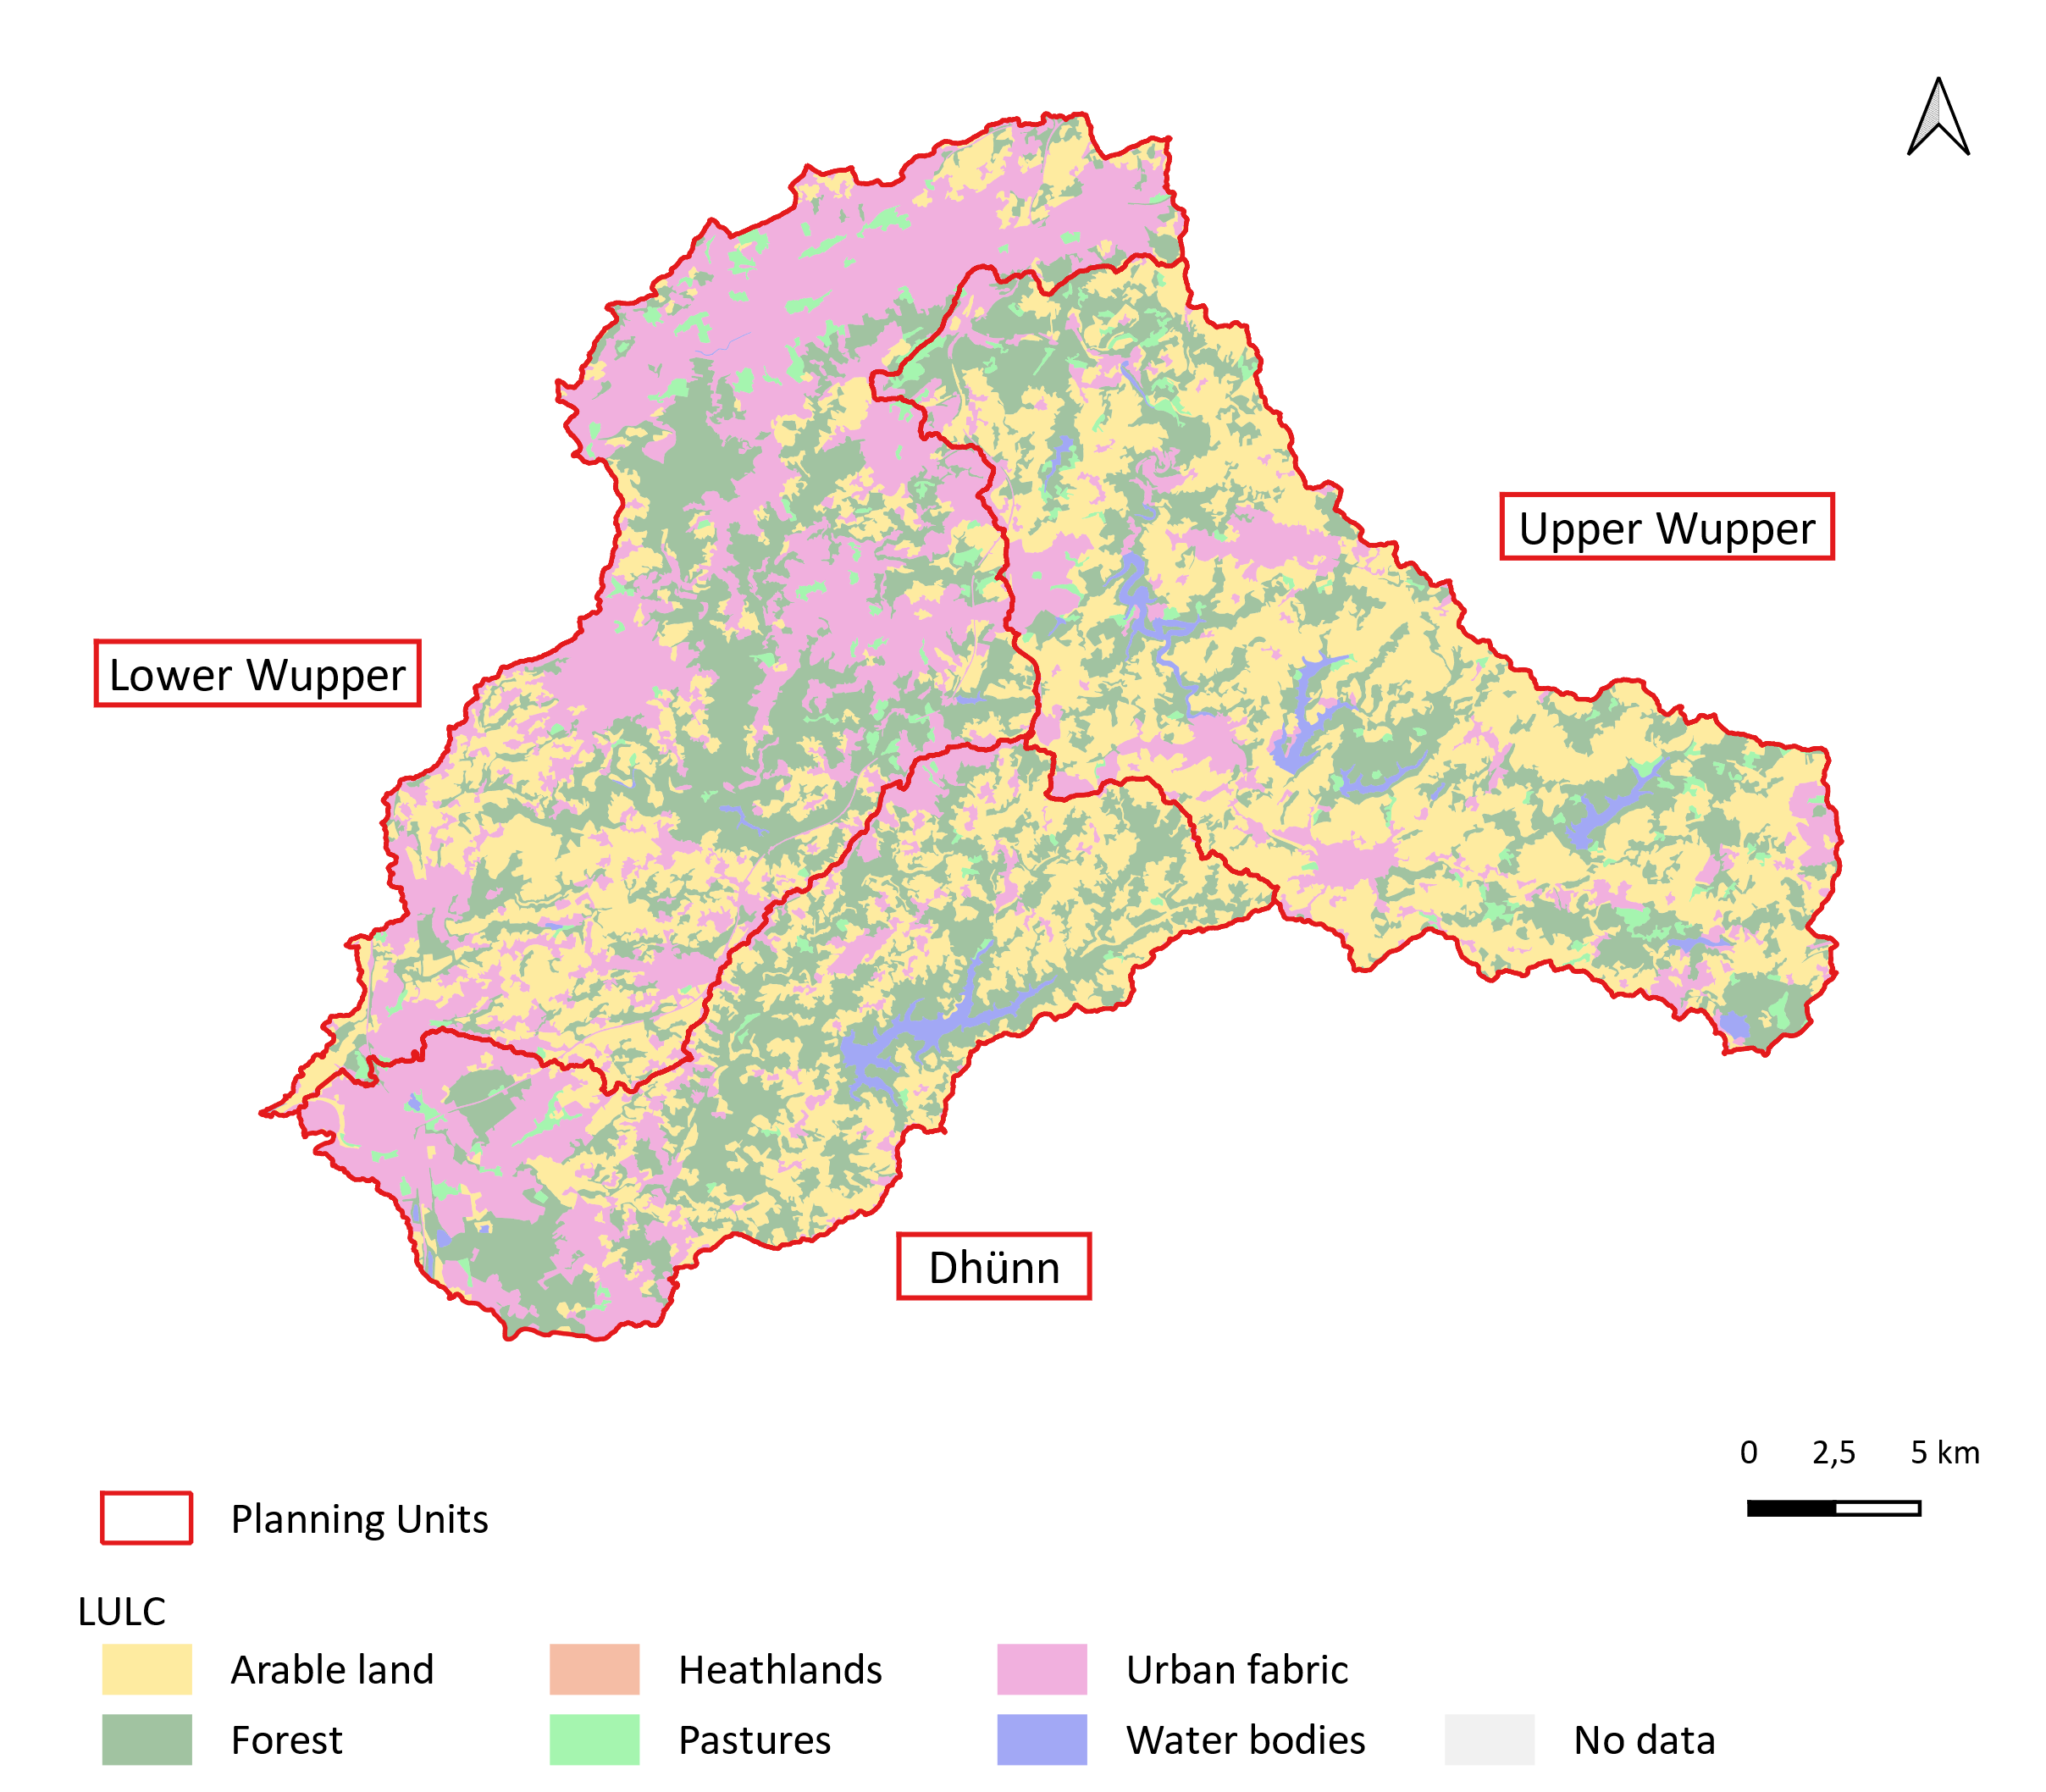 Upper Wupper
Lower Wupper
Dhünn
0 2,5 5 km
Planning Units
LULC
Arable land Heathlands Urban fabric
Forest Pastures Water bodies No data